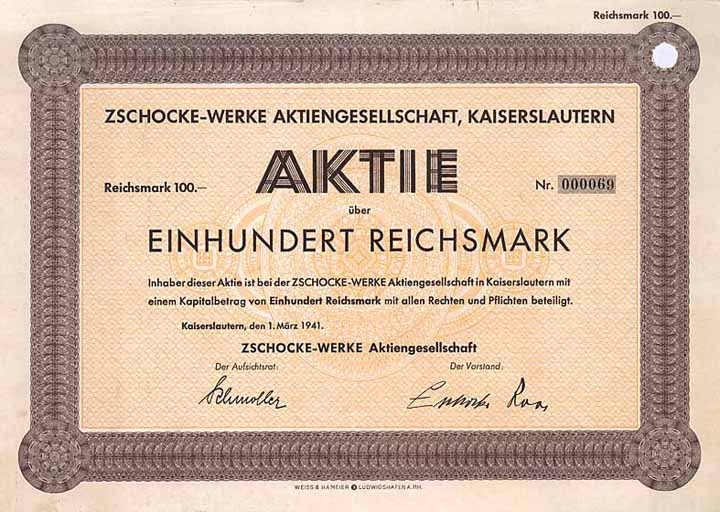 Reichsmark 100.—
ZSCHOCKE-WERKE AKTIENGESELLSCHAFT, KAISERSLAUTERN
AKTIE
Reichsmark 100.—
Nr. 000069
über
EINHUNDERT REICHSMARK
Inhaber dieser Aktie ist bei der ZSCHOCKE-WERKE Aktiengesellschaft in Kaiserslautern mit
einem Kapitalbetrag von Einhundert Reichsmark mit allen Rechten und Pflichten beteiligt.
Kaiserslautern, den 1. März 1941.
ZSCHOCKE-WERKE Aktiengesellschaft
Der Aufsichtsrat:
Der Vorstand:
Schmoller
Roos
WEISS & HAMEIER LUDWIGSHAFEN A. RH.